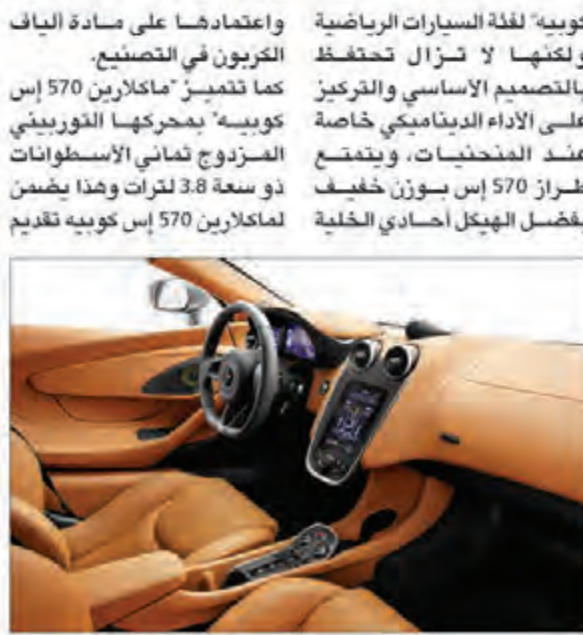 كوبيه" لفئة السيارات الرياضية
ولكنها لا تزال تحتفظ
بالتصميم الأساسي والتركيز
على الأداء الديناميكي خاصة
عند المنحنيات، ويتمتع
طراز 570 إس بوزن خفيف
بفضل الهيكل أحادي الخلية
واعتمادها على مادة ألياف
الكربون في التصنيع.
كما تتميز "ماكلارين 570 إس
كوبيه" بمحركها التوربيني
المزدوج ثماني الأسطوانات
ذو سعة 3.8 لترات وهذا يضمن
لماكلارين 570 إس كوبيه تقديم